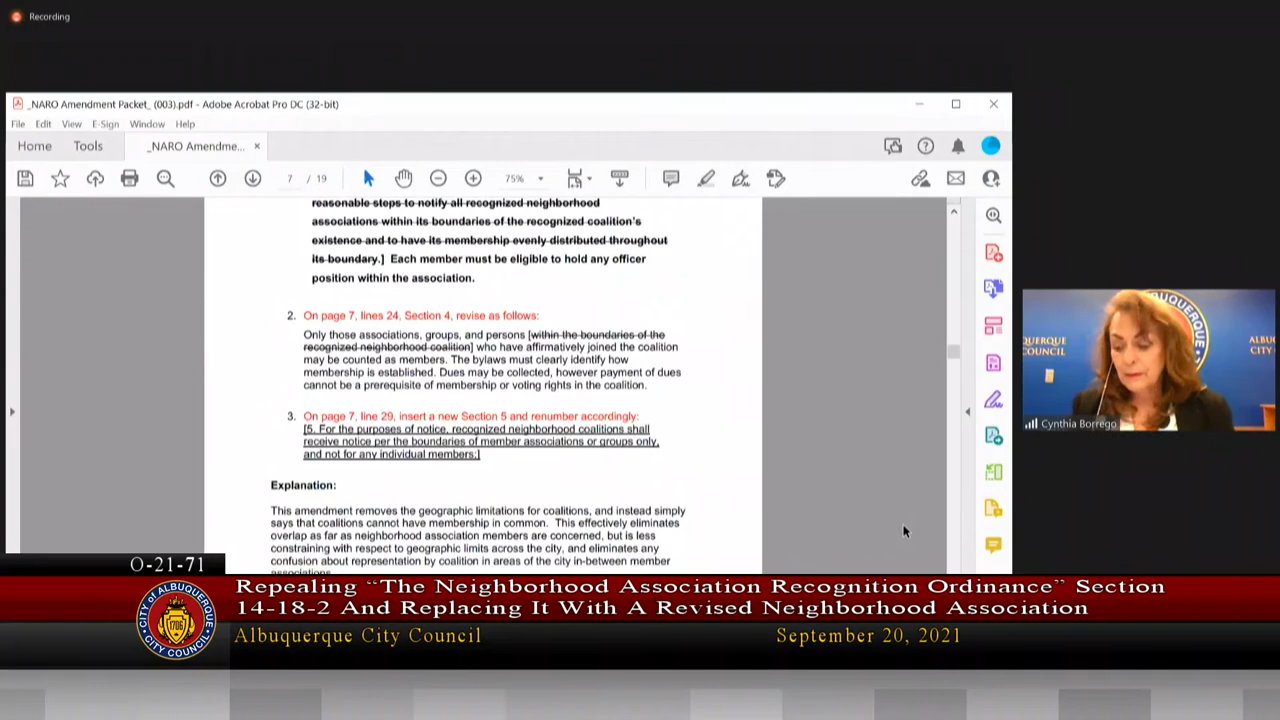 Recording
_NARO Amendment Packet_ (003).pdf - Adobe Acrobat Pro DC (32-bit)
File Edit View E-Sign Window Help
Home Tools _NARO Amendme... ×
7 / 19 75%
reasonable steps to notify all recognized neighborhood
associations within its boundaries of the recognized coalition's
existence and to have its membership evenly distributed throughout
its boundary.] Each member must be eligible to hold any officer
position within the association.
2. On page 7, lines 24, Section 4, revise as follows:
Only those associations, groups, and persons [within the boundaries of the
recognized neighborhood coalition] who have affirmatively joined the coalition
may be counted as members. The bylaws must clearly identify how
membership is established. Dues may be collected, however payment of dues
cannot be a prerequisite of membership or voting rights in the coalition.
3. On page 7, line 29, insert a new Section 5 and renumber accordingly:
[5. For the purposes of notice, recognized neighborhood coalitions shall
receive notice per the boundaries of member associations or groups only,
and not for any individual members;]
Explanation:
This amendment removes the geographic limitations for coalitions, and instead simply
says that coalitions cannot have membership in common. This effectively eliminates
overlap as far as neighborhood association members are concerned, but is less
constraining with respect to geographic limits across the city, and eliminates any
confusion about representation by coalition in areas of the city in-between member
associations.
QUERQUE
COUNCIL
ALBUQUERQUE
ALBU
CITY
Cynthia Borrego
O-21-71
Repealing "The Neighborhood Association Recognition Ordinance" Section
14-18-2 And Replacing It With A Revised Neighborhood Association
Albuquerque City Council September 20, 2021
CITY OF ALBUQUERQUE
1706
CITY COUNCIL